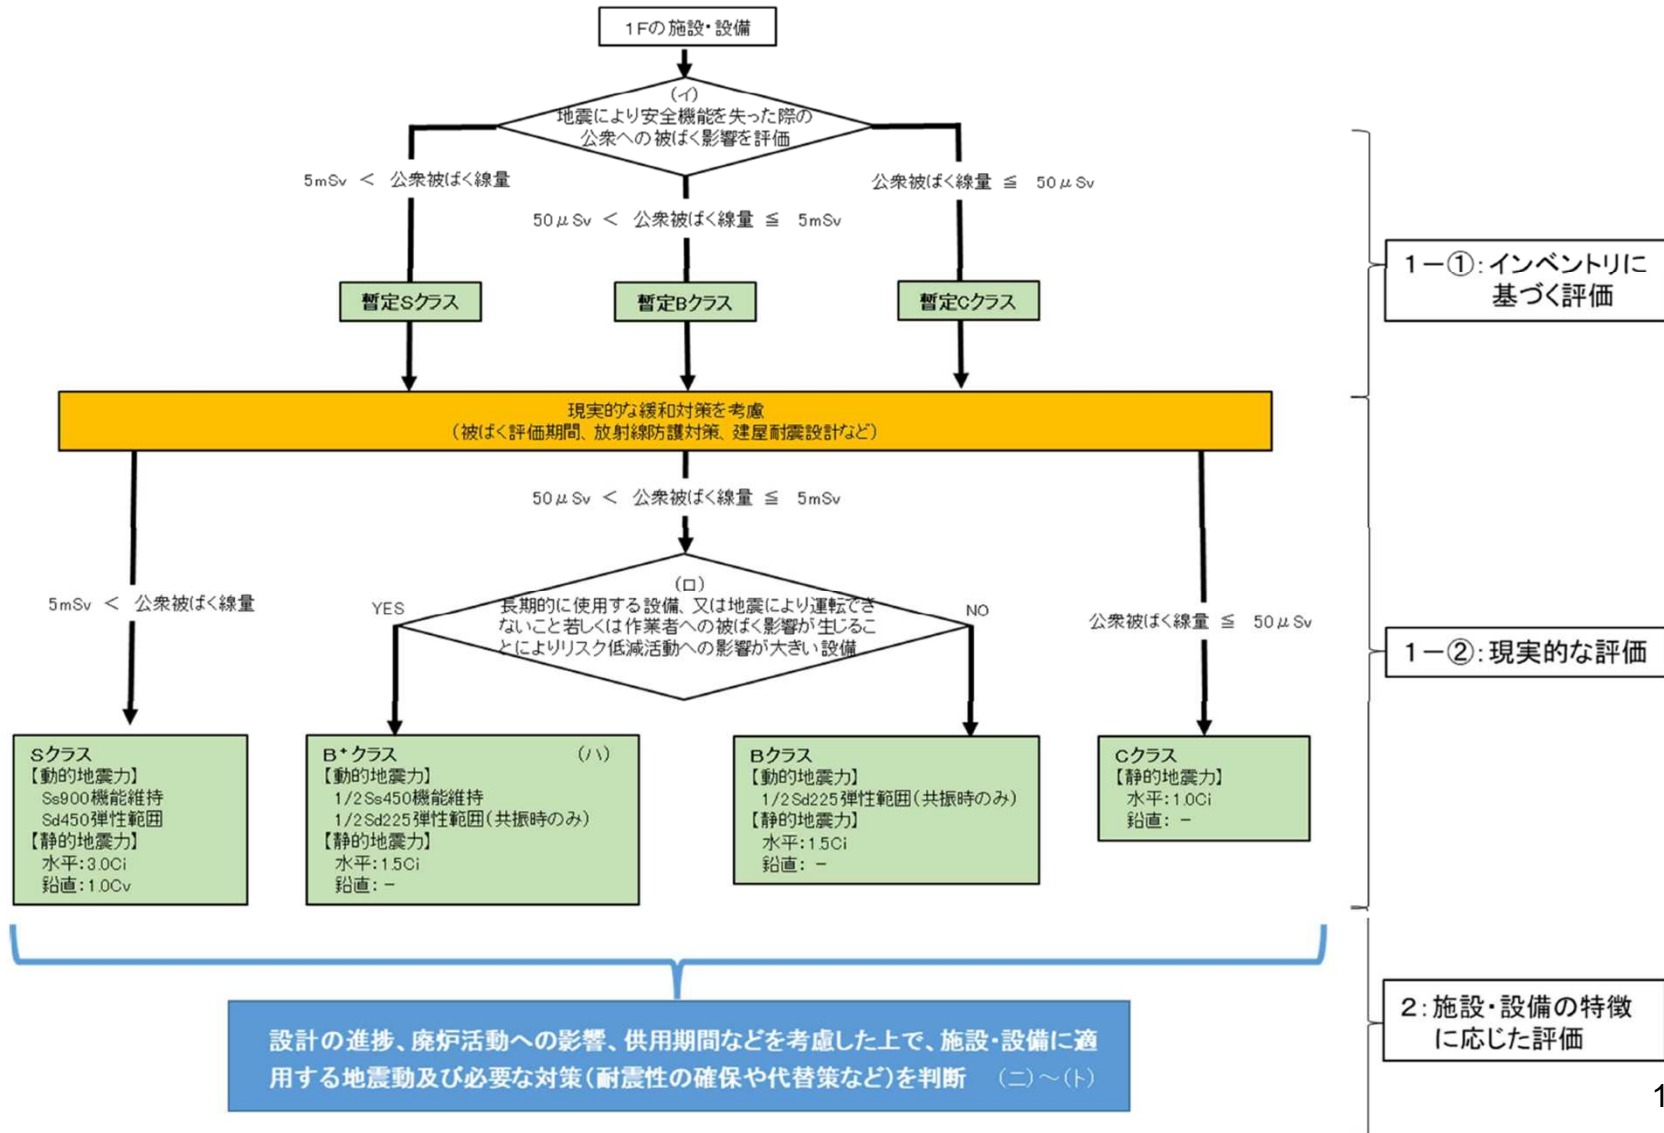 1Fの施設・設備
(イ)
地震により安全機能を失った際の
公衆への被ばく影響を評価
5mSv ＜ 公衆被ばく線量
50μSv ＜ 公衆被ばく線量 ≦ 5mSv
公衆被ばく線量 ≦ 50μSv
暫定Sクラス
暫定Bクラス
暫定Cクラス
1－①：インベントリに
基づく評価
現実的な緩和対策を考慮
(被ばく評価期間、放射線防護対策、建屋耐震設計など)
50μSv ＜ 公衆被ばく線量 ≦ 5mSv
5mSv ＜ 公衆被ばく線量
YES
(ロ)
長期的に使用する設備、又は地震により運転でき
ないこと若しくは作業者への被ばく影響が生じるこ
とによりリスク低減活動への影響が大きい設備
NO
公衆被ばく線量 ≦ 50μSv
1－②：現実的な評価
Sクラス
【動的地震力】
Ss900機能維持
Sd450弾性範囲
【静的地震力】
水平：3.0Ci
鉛直：1.0Cv
B⁺クラス (ハ)
【動的地震力】
1/2Ss450機能維持
1/2Sd225弾性範囲(共振時のみ)
【静的地震力】
水平：1.5Ci
鉛直：－
Bクラス
【動的地震力】
1/2Sd225弾性範囲(共振時のみ)
【静的地震力】
水平：1.5Ci
鉛直：－
Cクラス
【静的地震力】
水平：1.0Ci
鉛直：－
設計の進捗、廃炉活動への影響、供用期間などを考慮した上で、施設・設備に適
用する地震動及び必要な対策(耐震性の確保や代替策など)を判断 (ニ)～(ト)
2：施設・設備の特徴
に応じた評価
1